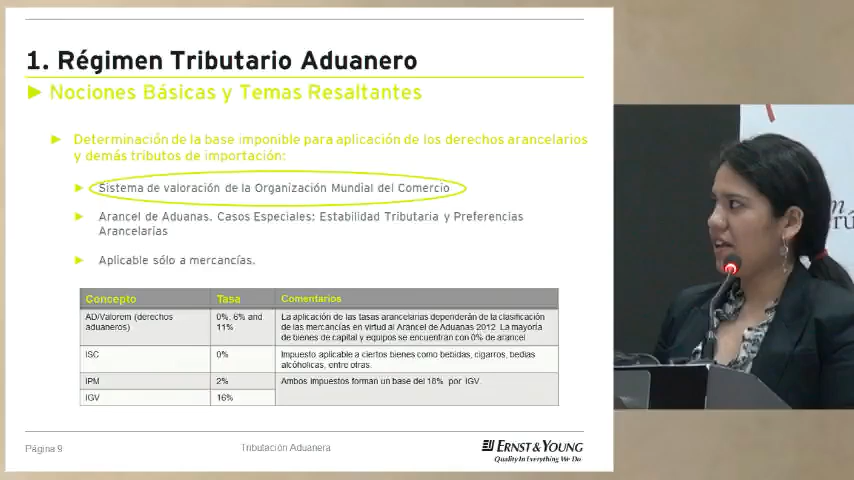 1. Régimen Tributario Aduanero
Nociones Básicas y Temas Resaltantes
Determinación de la base imponible para aplicación de los derechos arancelarios
y demás tributos de importación:
Sistema de valoración de la Organización Mundial del Comercio
Arancel de Aduanas. Casos Especiales: Estabilidad Tributaria y Preferencias
Arancelarias
Aplicable sólo a mercancías.
Concepto Tasa Comentarios
AD/Valorem (derechos
aduaneros)
0%, 6% and
11%
La aplicación de las tasas arancelarias dependerán de la clasificación
de las mercancías en virtud al Arancel de Aduanas 2012 La mayoría
de bienes de capital y equipos se encuentran con 0% de arancel
ISC 0% Impuesto aplicable a ciertos bienes como bebidas, cigarros, bedias
alcóholicas, entre otras.
IPM 2% Ambos impuestos forman un base del 18% por IGV.
IGV 16%
Página 9 Tributación Aduanera ERNST & YOUNG
Quality In Everything We Do